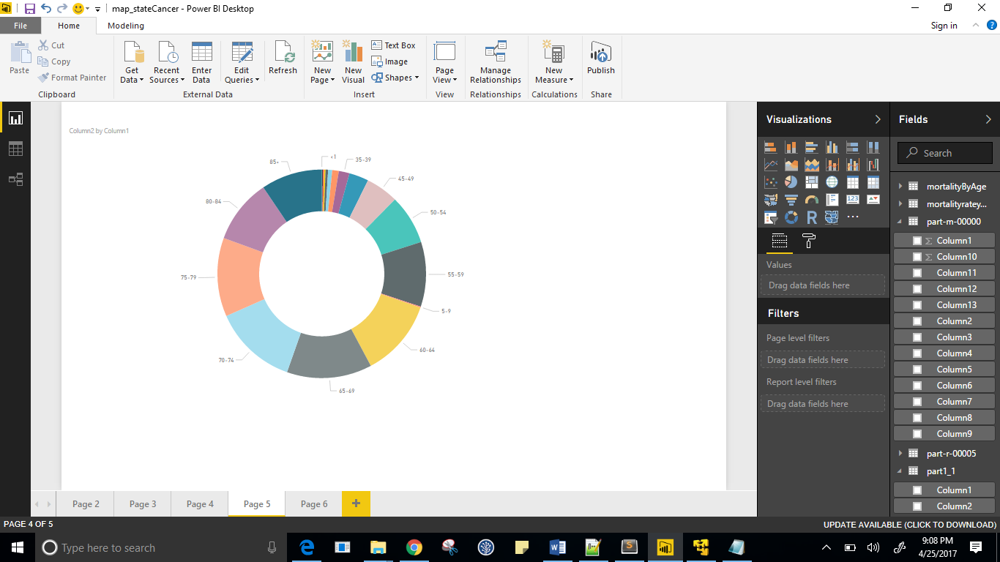 map_stateCancer - Power BI Desktop
File
Home
Modeling
Sign in
Paste
Cut
Copy
Format Painter
Clipboard
Get Data
Recent Sources
Enter Data
Edit Queries
Refresh
External Data
New Page
New Visual
Text Box
Image
Shapes
Insert
Page View
View
Manage Relationships
Relationships
New Measure
Calculations
Publish
Share
Column2 by Column1
<1
35-39
45-49
50-54
55-59
5-9
60-64
65-69
70-74
75-79
80-84
85+
Visualizations
R
123
Values
Drag data fields here
Filters
Page level filters
Drag data fields here
Report level filters
Drag data fields here
Fields
Search
mortalityByAge
mortalityratey...
part-m-00000
Column1
Column10
Column11
Column12
Column13
Column2
Column3
Column4
Column5
Column6
Column7
Column8
Column9
part-r-00005
part1_1
Column1
Column2
Page 2
Page 3
Page 4
Page 5
Page 6
PAGE 4 OF 5
UPDATE AVAILABLE (CLICK TO DOWNLOAD)
Type here to search
9:08 PM
4/25/2017